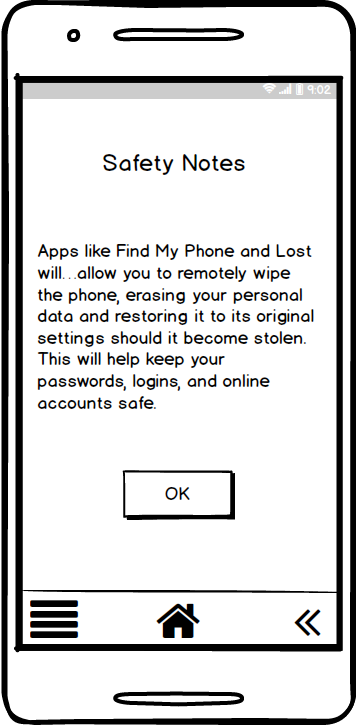 9:02
Safety Notes
Apps like Find My Phone and Lost
will...allow you to remotely wipe
the phone, erasing your personal
data and restoring it to its original
settings should it become stolen.
This will help keep your
passwords, logins, and online
accounts safe.
OK